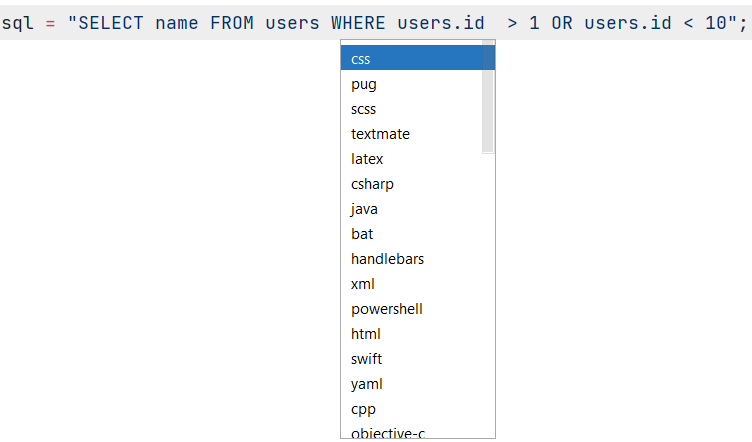 sql = "SELECT name FROM users WHERE users.id  > 1 OR users.id < 10";
css
pug
scss
textmate
latex
csharp
java
bat
handlebars
xml
powershell
html
swift
yaml
cpp
objective-c